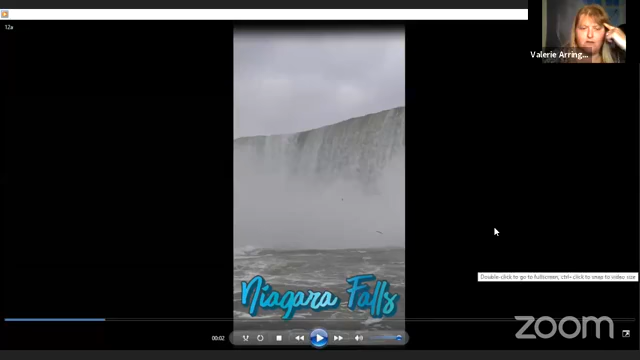 12a
Valerie Arring...
Double-click to go to fullscreen, ctrl+click to snap to video size
Niagara Falls
zoom
00:02